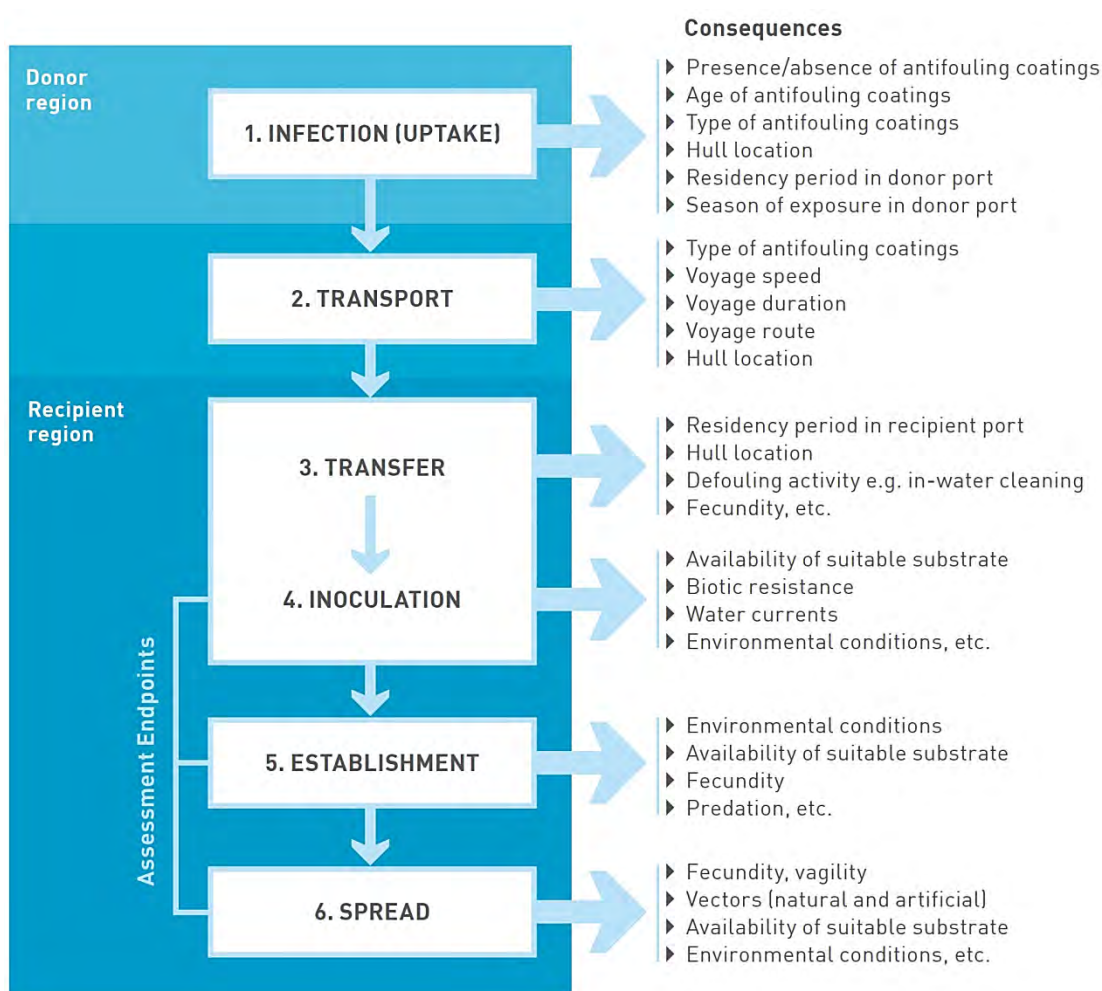 Consequences
Donor
region
1. INFECTION (UPTAKE)
Presence/absence of antifouling coatings
Age of antifouling coatings
Type of antifouling coatings
Hull location
Residency period in donor port
Season of exposure in donor port
2. TRANSPORT
Type of antifouling coatings
Voyage speed
Voyage duration
Voyage route
Hull location
Recipient
region
3. TRANSFER
Residency period in recipient port
Hull location
Defouling activity e.g. in-water cleaning
Fecundity, etc.
4. INOCULATION
Availability of suitable substrate
Biotic resistance
Water currents
Environmental conditions, etc.
Assessment Endpoints
5. ESTABLISHMENT
Environmental conditions
Availability of suitable substrate
Fecundity
Predation, etc.
6. SPREAD
Fecundity, vagility
Vectors (natural and artificial)
Availability of suitable substrate
Environmental conditions, etc.